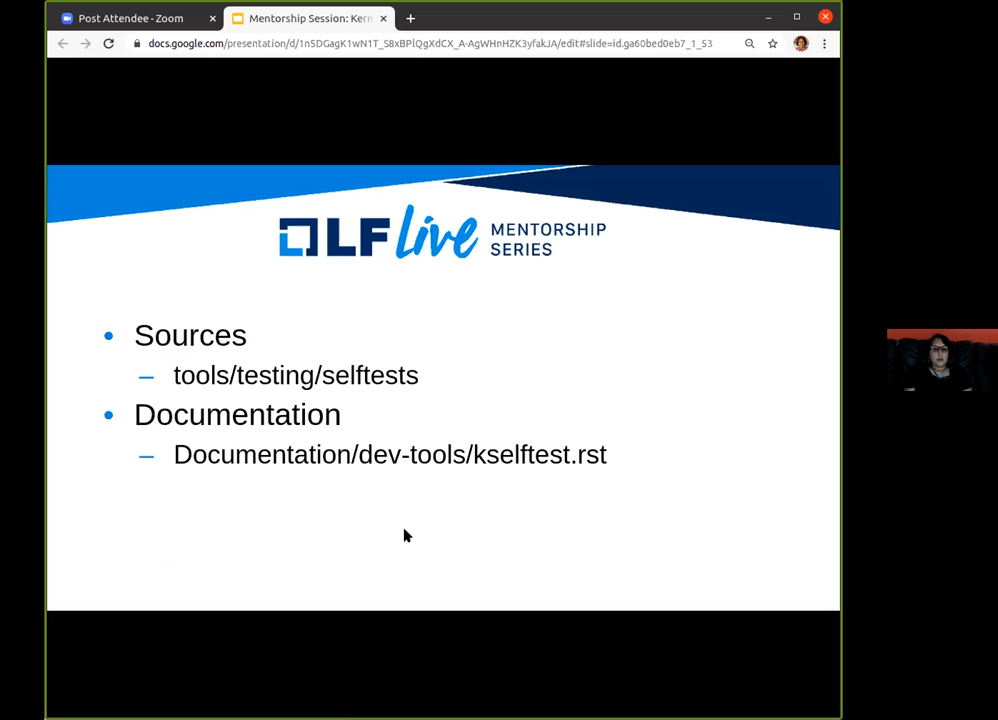 Post Attendee - Zoom
Mentorship Session: Kern
docs.google.com/presentation/d/1n5DGagK1wN1T_S8xBPlQgXdCX_A-AgWHnHZK3yfakJA/edit#slide=id.ga60bed0eb7_1_53
LF live MENTORSHIP
SERIES
• Sources
– tools/testing/selftests
• Documentation
– Documentation/dev-tools/kselftest.rst